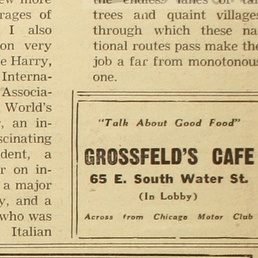 rages of
I also
on very
e Harry,
Interna-
Associa-
World's
r, an in-
scinating
dent, a
r on in-
a major
y, and a
who was
Italian
trees and quaint villages
through which these na-
tional routes pass make the
job a far from monotonous
one.
"Talk About Good Food"
GROSSFELD'S CAFE
65 E. South Water St.
(In Lobby)
Across from Chicago Motor Club